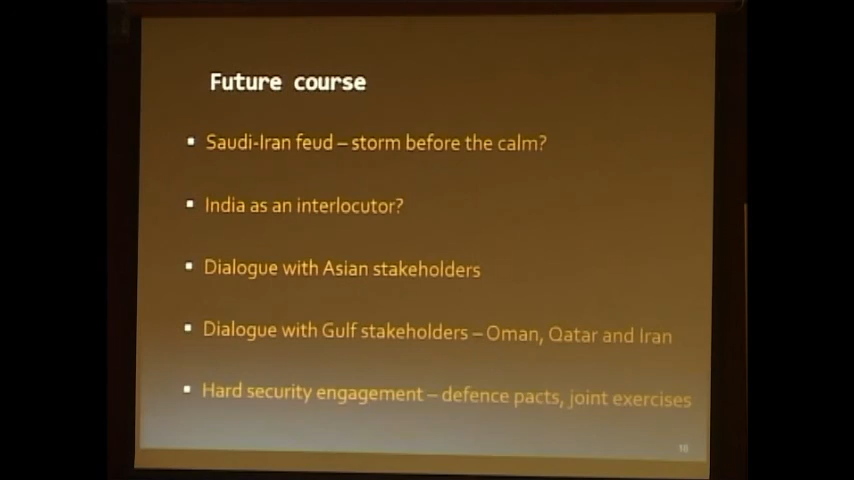 Future course
▪ Saudi-Iran feud – storm before the calm?
▪ India as an interlocutor?
▪ Dialogue with Asian stakeholders
▪ Dialogue with Gulf stakeholders – Oman, Qatar and Iran
▪ Hard security engagement – defence pacts, joint exercises